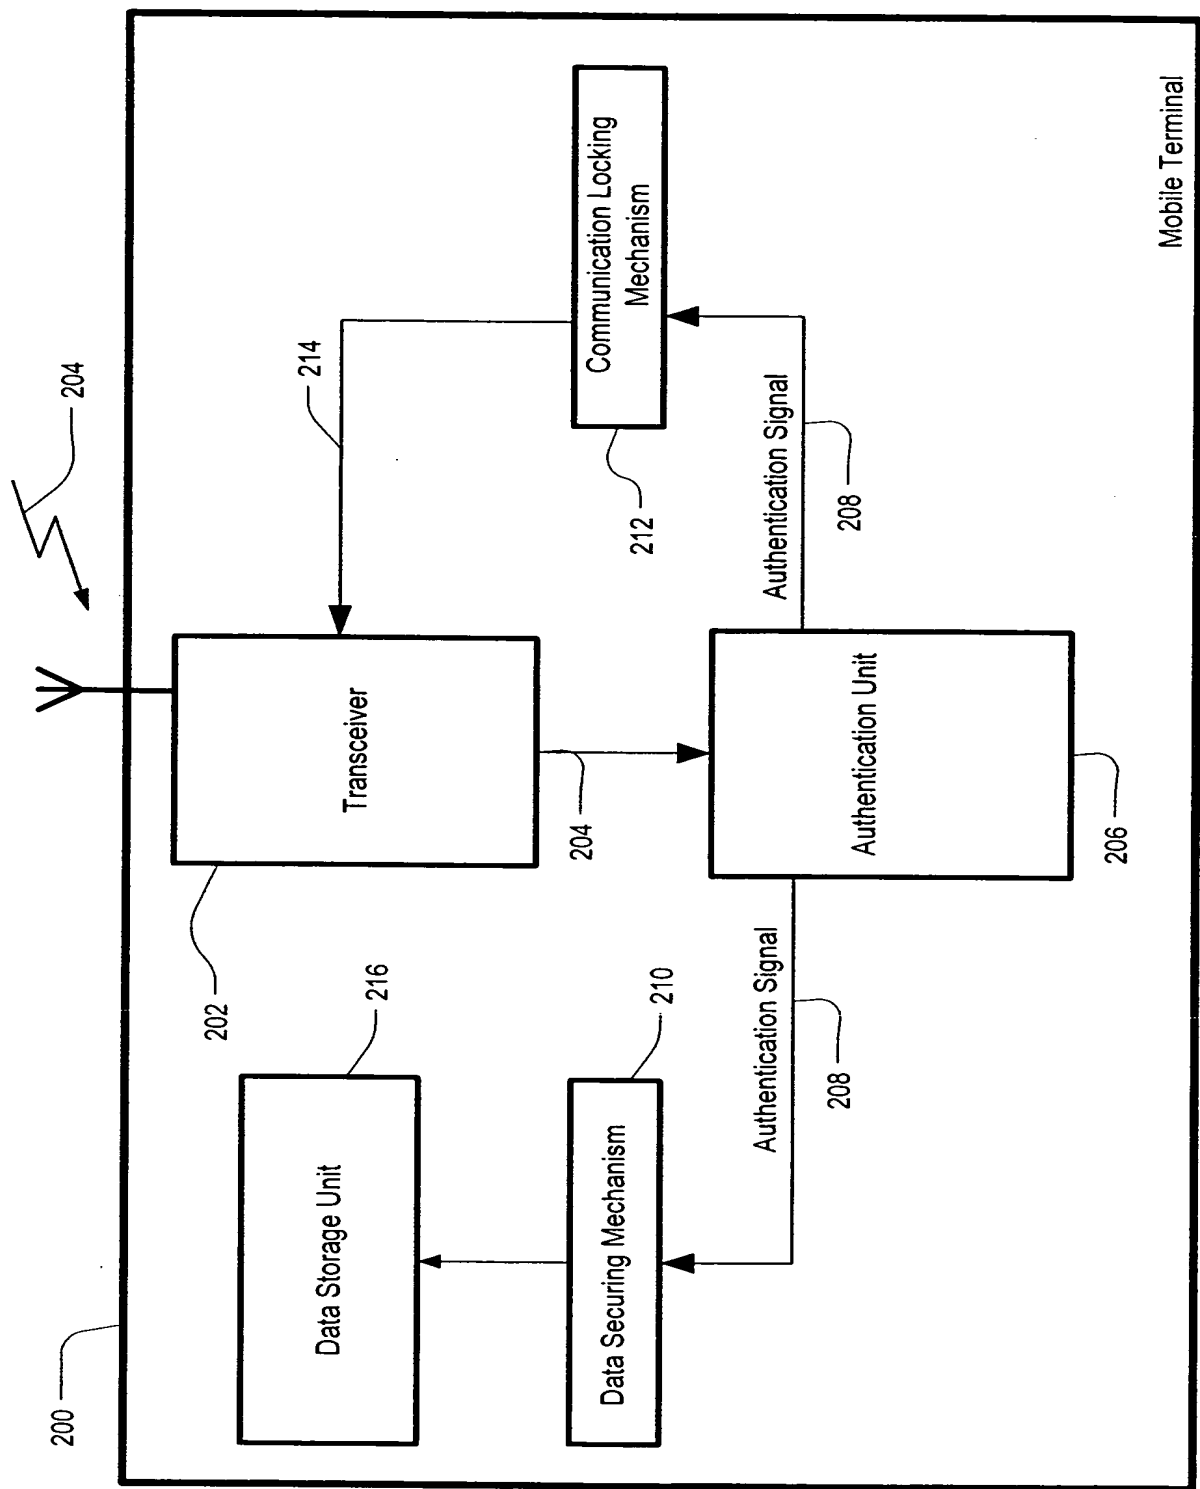 200
204
202
Transceiver
214
216
Data Storage Unit
204
Communication Locking
Mechanism
212
210
Data Securing Mechanism
Authentication Signal
208
Authentication Signal
208
Authentication Unit
206
Mobile Terminal